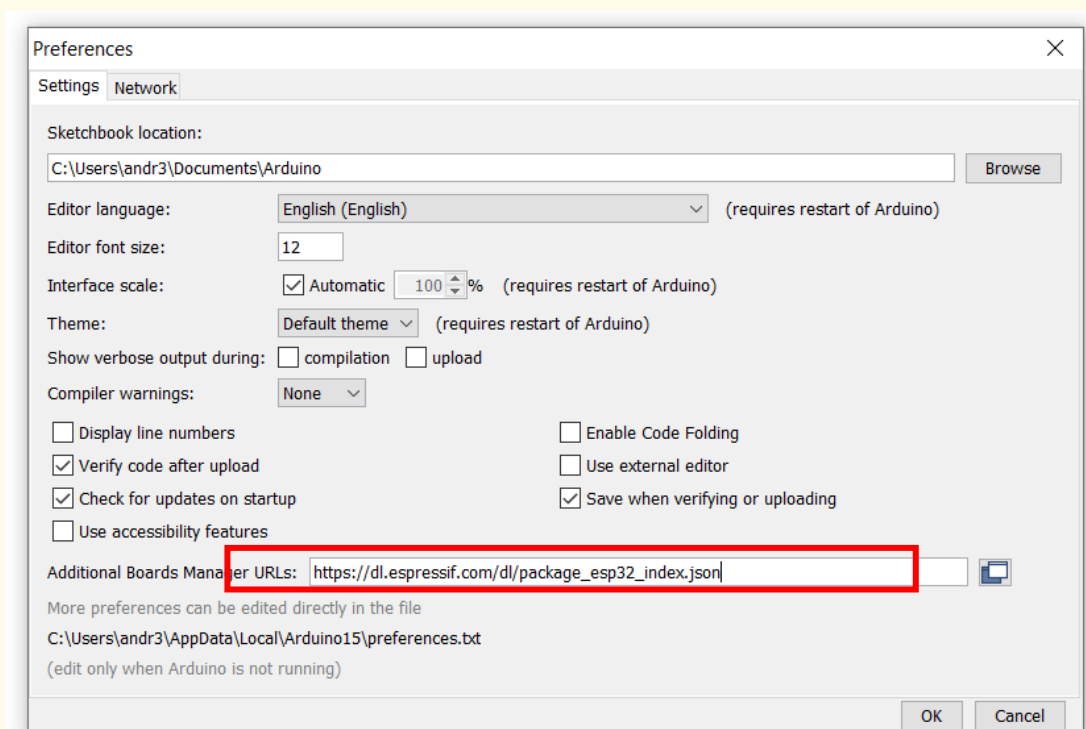 Preferences
Settings Network
Sketchbook location:
C:\Users\andr3\Documents\Arduino Browse
Editor language: English (English) (requires restart of Arduino)
Editor font size: 12
Interface scale: Automatic 100 % (requires restart of Arduino)
Theme: Default theme (requires restart of Arduino)
Show verbose output during: compilation upload
Compiler warnings: None
Display line numbers Enable Code Folding
Verify code after upload Use external editor
Check for updates on startup Save when verifying or uploading
Use accessibility features
Additional Boards Manager URLs: https://dl.espressif.com/dl/package_esp32_index.json
More preferences can be edited directly in the file
C:\Users\andr3\AppData\Local\Arduino15\preferences.txt
(edit only when Arduino is not running)
OK Cancel